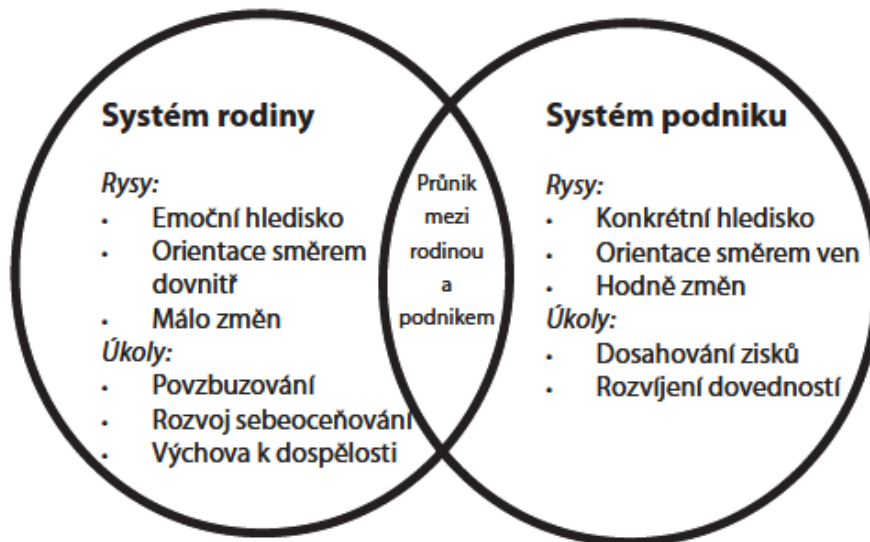 Systém rodiny
Rysy:
• Emoční hledisko
• Orientace směrem
dovnitř
• Málo změn
Úkoly:
• Povzbuzování
• Rozvoj sebeoceňování
• Výchova k dospělosti
Průnik
mezi
rodinou
a
podnikem
Systém podniku
Rysy:
• Konkrétní hledisko
• Orientace směrem ven
• Hodně změn
Úkoly:
• Dosahování zisků
• Rozvíjení dovedností